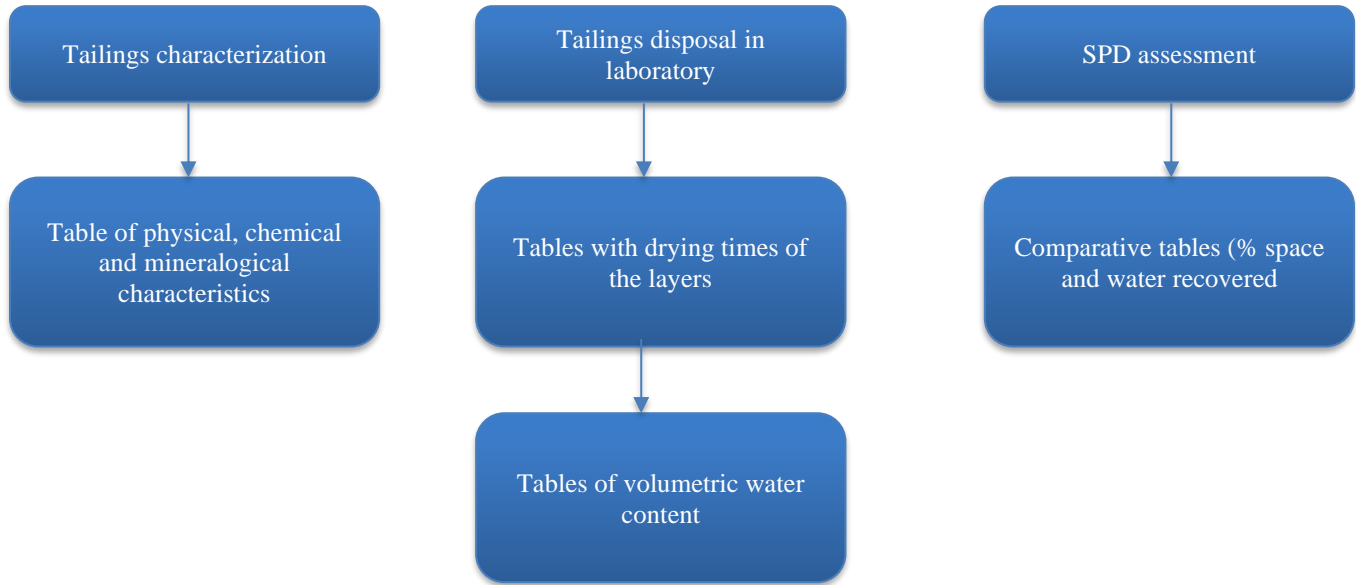 Tailings characterization
Tailings disposal in
laboratory
SPD assessment
Table of physical, chemical
and mineralogical
characteristics
Tables with drying times of
the layers
Comparative tables (% space
and water recovered
Tables of volumetric water
content